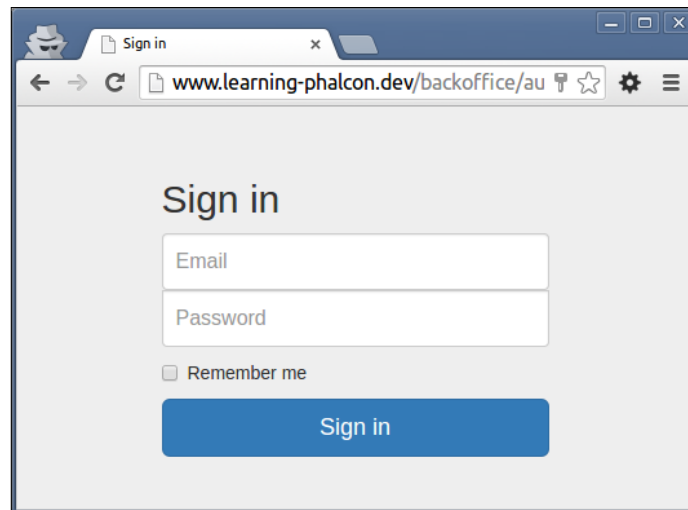 Sign in
www.learning-phalcon.dev/backoffice/au
Sign in
Email
Password
Remember me
Sign in